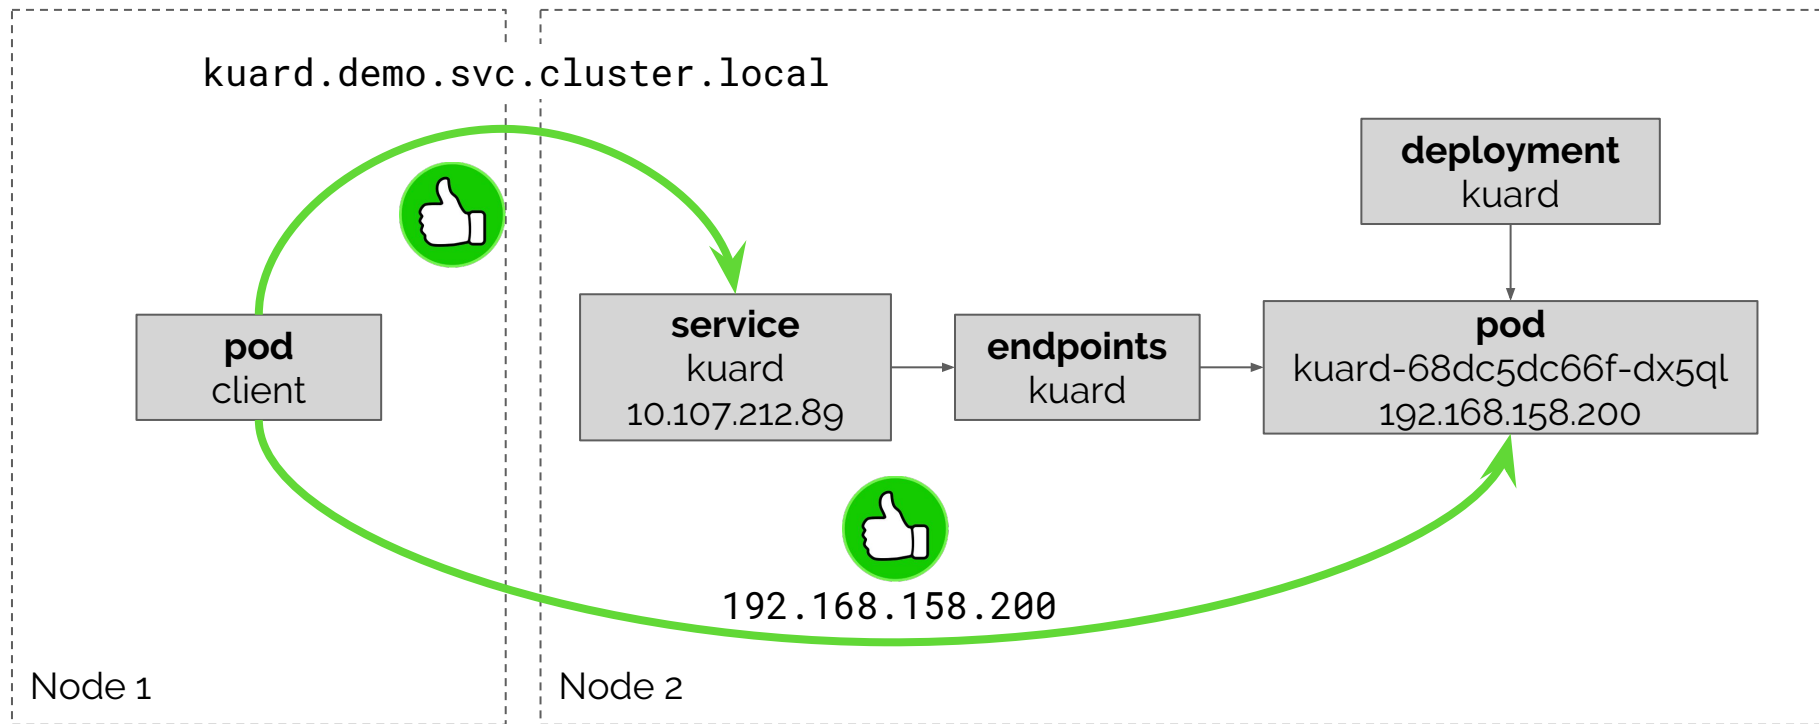 kuard.demo.svc.cluster.local
deployment
kuard
pod
client
service
kuard
10.107.212.89
endpoints
kuard
pod
kuard-68dc5dc66f-dx5ql
192.168.158.200
192.168.158.200
Node 1
Node 2